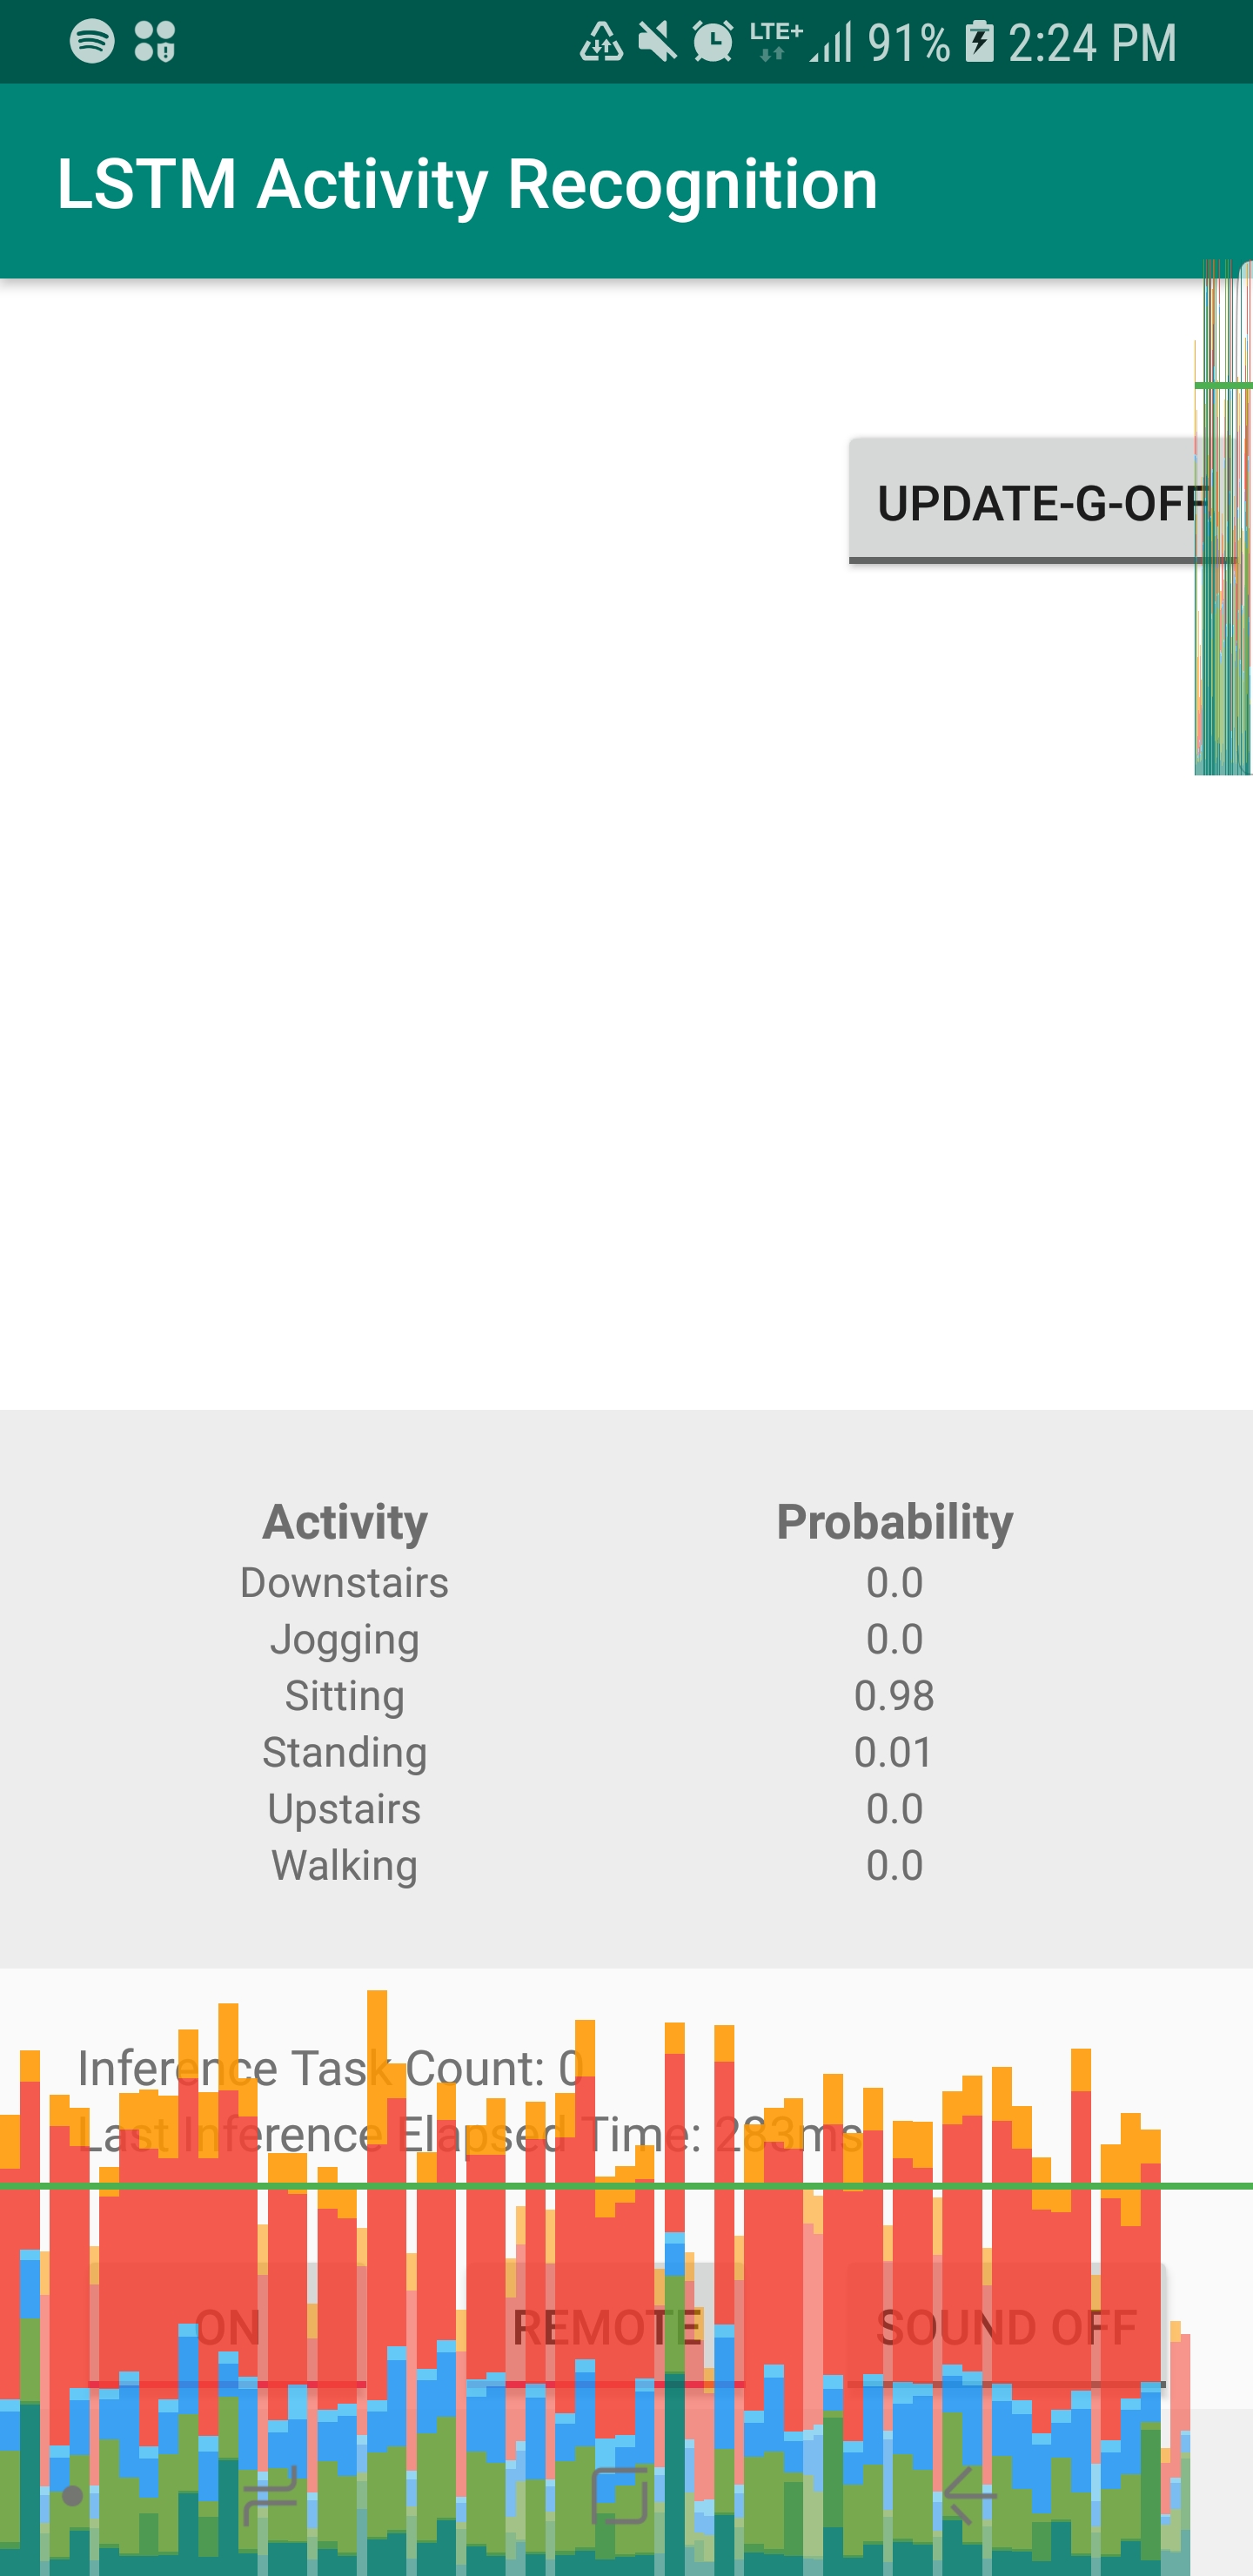 LTE+ 91% 2:24 PM
LSTM Activity Recognition
UPDATE-G-OFF
Activity Probability
Downstairs 0.0
Jogging 0.0
Sitting 0.98
Standing 0.01
Upstairs 0.0
Walking 0.0
Inference Task Count: 0
Last Inference Elapsed Time: 283ms
ON REMOTE SOUND OFF